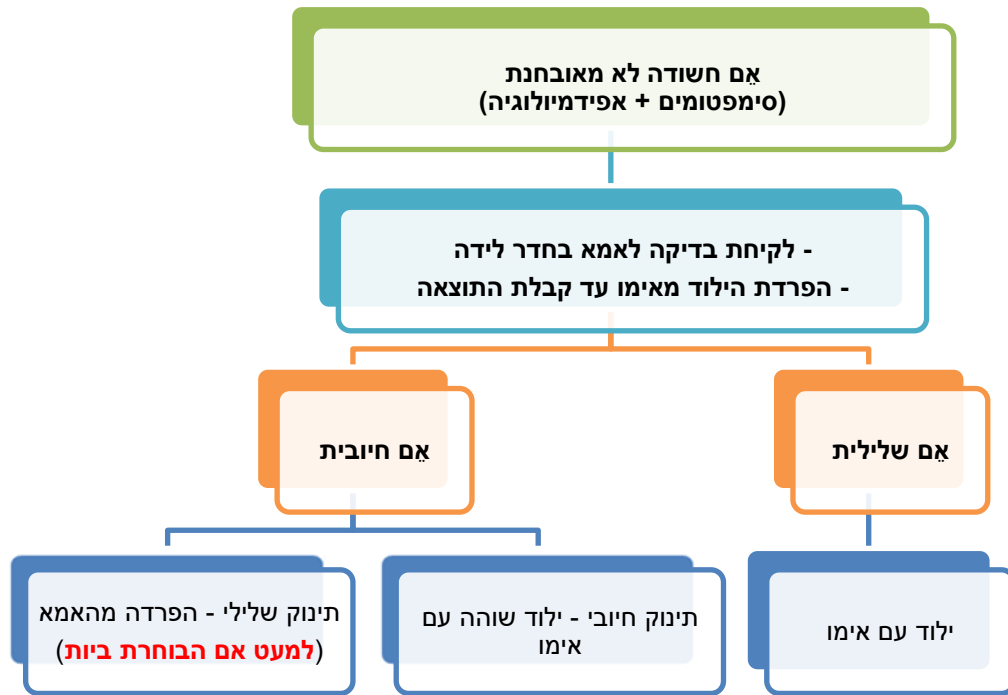 אֵם חשודה לא מאובחנת
(סימפטומים + אפידמיולוגיה)
- לקיחת בדיקה לאמא בחדר לידה
- הפרדת הילוד מאימו עד קבלת התוצאה
אֵם שלילית
אֵם חיובית
ילוד עם אימו
תינוק חיובי - ילוד שוהה עם
אימו
תינוק שלילי - הפרדה מהאמא
(למעט אם הבוחרת ביות)